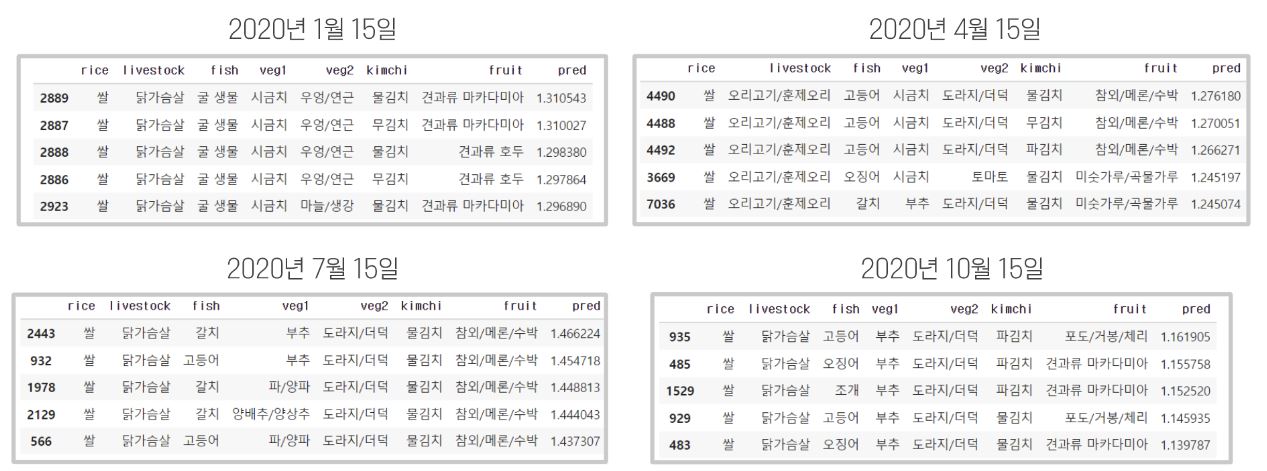 2020년 1월 15일
rice livestock fish veg1 veg2 kimchi fruit pred
2889 쌀 닭가슴살 굴 생물 시금치 우엉/연근 물김치 견과류 마카다미아 1.310543
2887 쌀 닭가슴살 굴 생물 시금치 우엉/연근 무김치 견과류 마카다미아 1.310027
2888 쌀 닭가슴살 굴 생물 시금치 우엉/연근 물김치 견과류 호두 1.298380
2886 쌀 닭가슴살 굴 생물 시금치 우엉/연근 무김치 견과류 호두 1.297864
2923 쌀 닭가슴살 굴 생물 시금치 마늘/생강 물김치 견과류 마카다미아 1.296890
2020년 4월 15일
rice livestock fish veg1 veg2 kimchi fruit pred
4490 쌀 오리고기/훈제오리 고등어 시금치 도라지/더덕 물김치 참외/메론/수박 1.276180
4488 쌀 오리고기/훈제오리 고등어 시금치 도라지/더덕 무김치 참외/메론/수박 1.270051
4492 쌀 오리고기/훈제오리 고등어 시금치 도라지/더덕 파김치 참외/메론/수박 1.266271
3669 쌀 오리고기/훈제오리 오징어 시금치 토마토 물김치 미숫가루/곡물가루 1.245197
7036 쌀 오리고기/훈제오리 갈치 부추 도라지/더덕 물김치 미숫가루/곡물가루 1.245074
2020년 7월 15일
rice livestock fish veg1 veg2 kimchi fruit pred
2443 쌀 닭가슴살 갈치 부추 도라지/더덕 물김치 참외/메론/수박 1.466224
932 쌀 닭가슴살 고등어 부추 도라지/더덕 물김치 참외/메론/수박 1.454718
1978 쌀 닭가슴살 갈치 파/양파 도라지/더덕 물김치 참외/메론/수박 1.448813
2129 쌀 닭가슴살 갈치 양배추/양상추 도라지/더덕 물김치 참외/메론/수박 1.444043
566 쌀 닭가슴살 고등어 파/양파 도라지/더덕 물김치 참외/메론/수박 1.437307
2020년 10월 15일
rice livestock fish veg1 veg2 kimchi fruit pred
935 쌀 닭가슴살 고등어 부추 도라지/더덕 파김치 포도/거봉/체리 1.161905
485 쌀 닭가슴살 오징어 부추 도라지/더덕 파김치 견과류 마카다미아 1.155758
1529 쌀 닭가슴살 조개 부추 도라지/더덕 파김치 견과류 마카다미아 1.152520
929 쌀 닭가슴살 고등어 부추 도라지/더덕 물김치 포도/거봉/체리 1.145935
483 쌀 닭가슴살 오징어 부추 도라지/더덕 물김치 견과류 마카다미아 1.139787